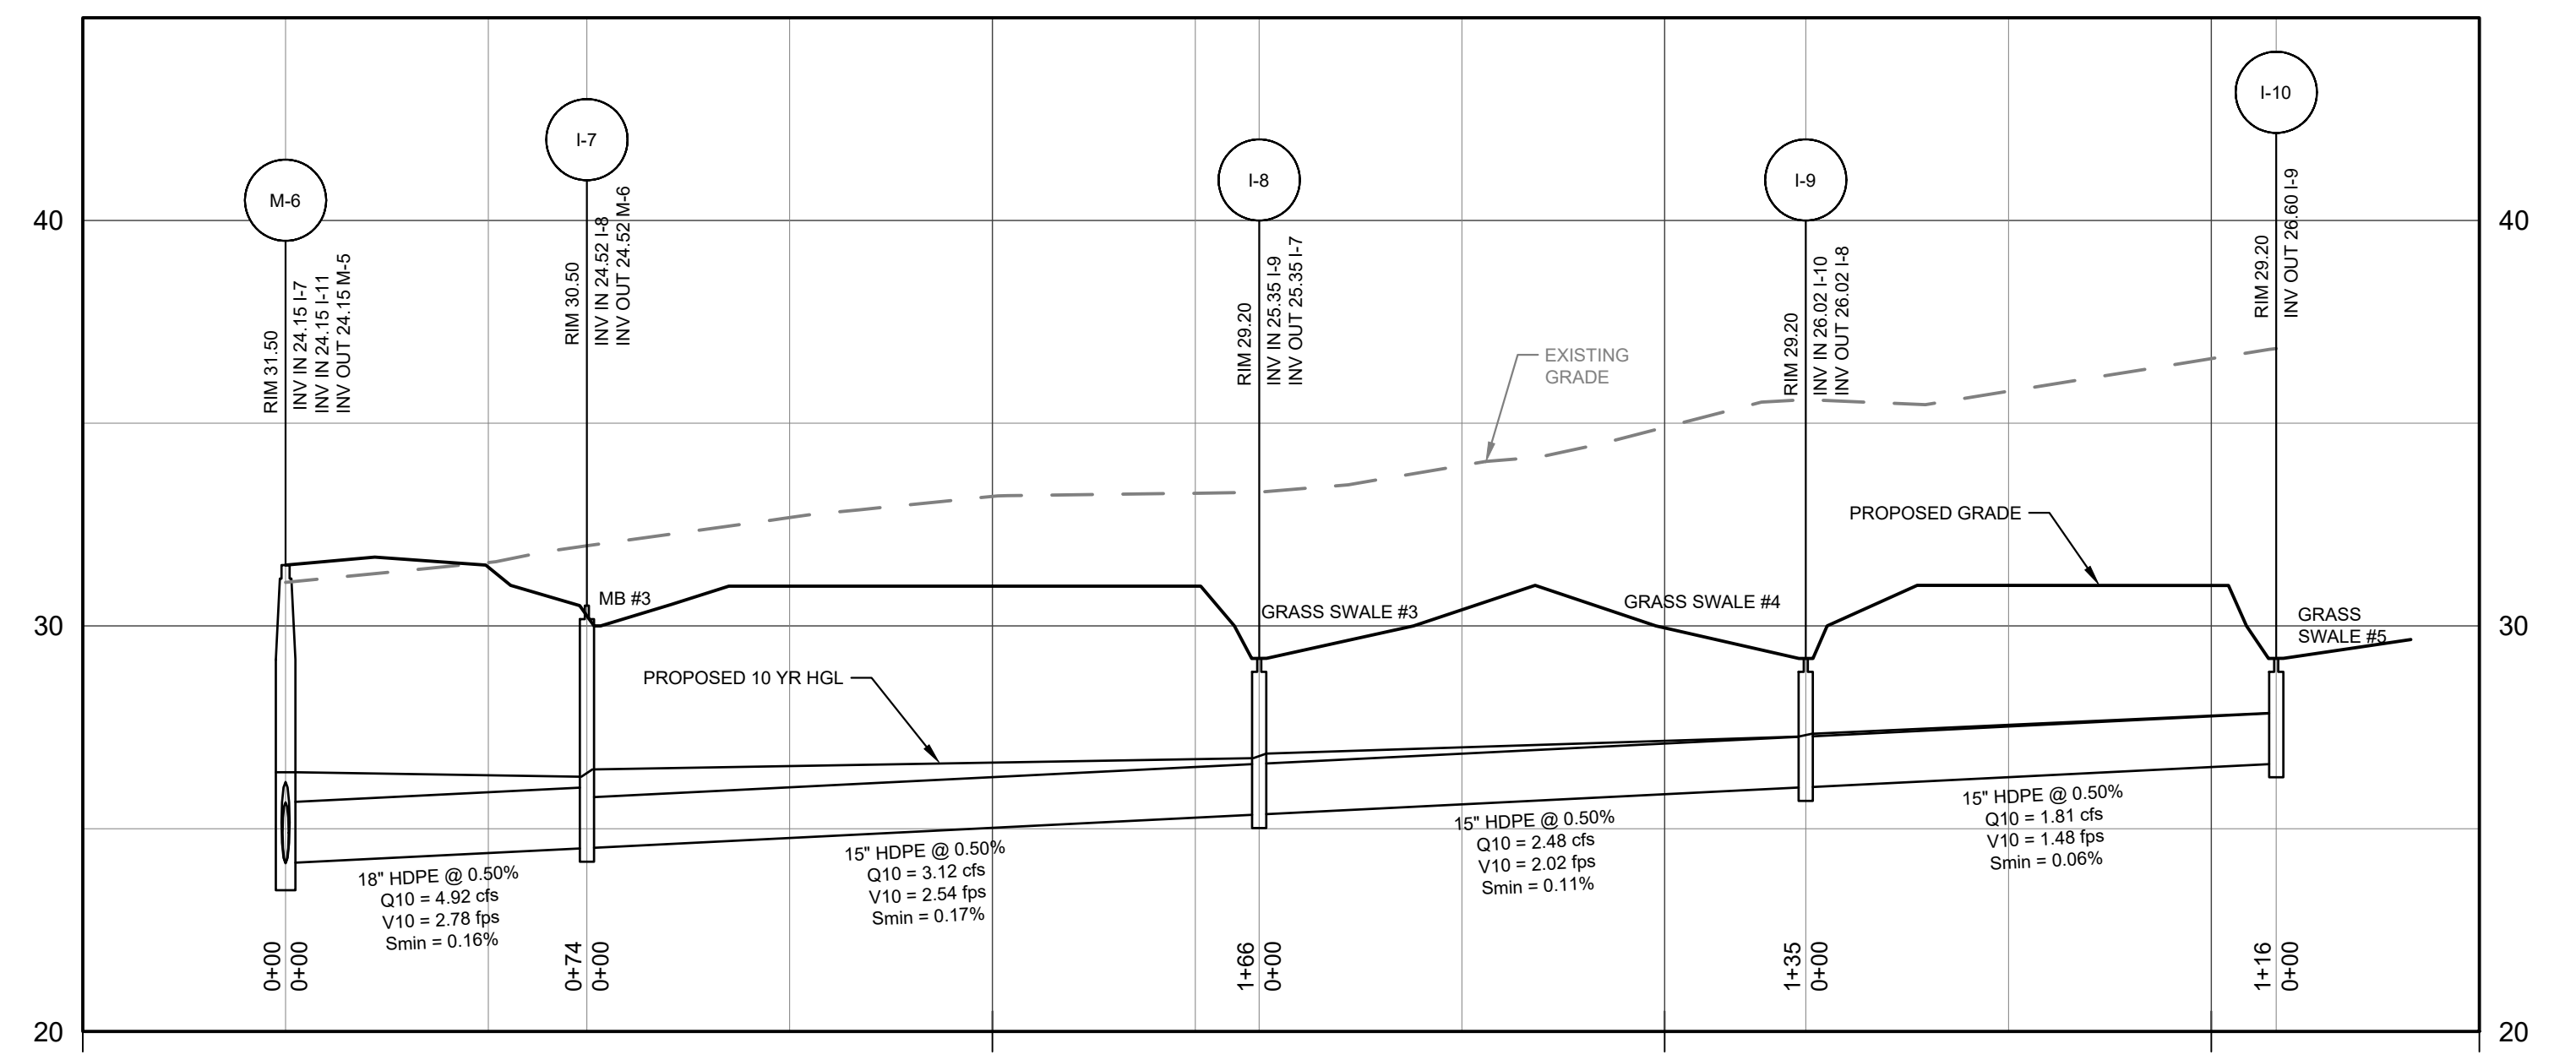 40
30
20
40
30
20
M-6
RIM 31.50
INV IN 24.15 I-7
INV IN 24.15 I-11
INV OUT 24.15 M-5
I-7
RIM 30.50
INV IN 24.52 I-8
INV OUT 24.52 M-6
I-8
RIM 29.20
INV IN 25.35 I-9
INV OUT 25.35 I-7
I-9
RIM 29.20
INV IN 26.02 I-10
INV OUT 26.02 I-8
I-10
RIM 29.20
INV OUT 26.60 I-9
EXISTING
GRADE
PROPOSED GRADE
MB #3
GRASS SWALE #3
GRASS SWALE #4
GRASS
SWALE #5
PROPOSED 10 YR HGL
18" HDPE @ 0.50%
Q10 = 4.92 cfs
V10 = 2.78 fps
Smin = 0.16%
15" HDPE @ 0.50%
Q10 = 3.12 cfs
V10 = 2.54 fps
Smin = 0.17%
15" HDPE @ 0.50%
Q10 = 2.48 cfs
V10 = 2.02 fps
Smin = 0.11%
15" HDPE @ 0.50%
Q10 = 1.81 cfs
V10 = 1.48 fps
Smin = 0.06%
0+00
0+00
0+74
0+00
1+66
0+00
1+35
0+00
1+16
0+00